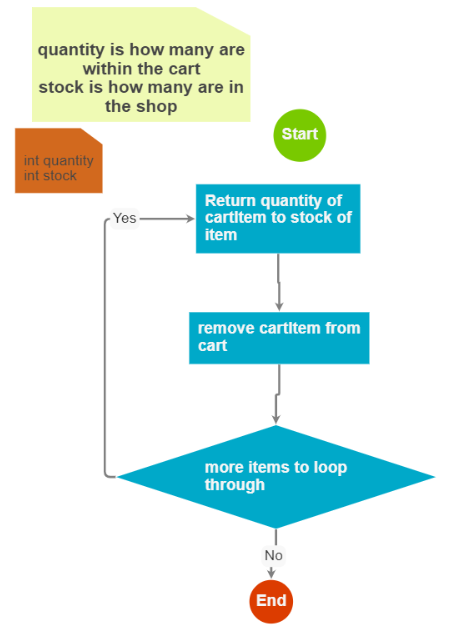 quantity is how many are
within the cart
stock is how many are in
the shop
Start
int quantity
int stock
Yes
Return quantity of
cartItem to stock of
item
remove cartItem from
cart
more items to loop
through
No
End